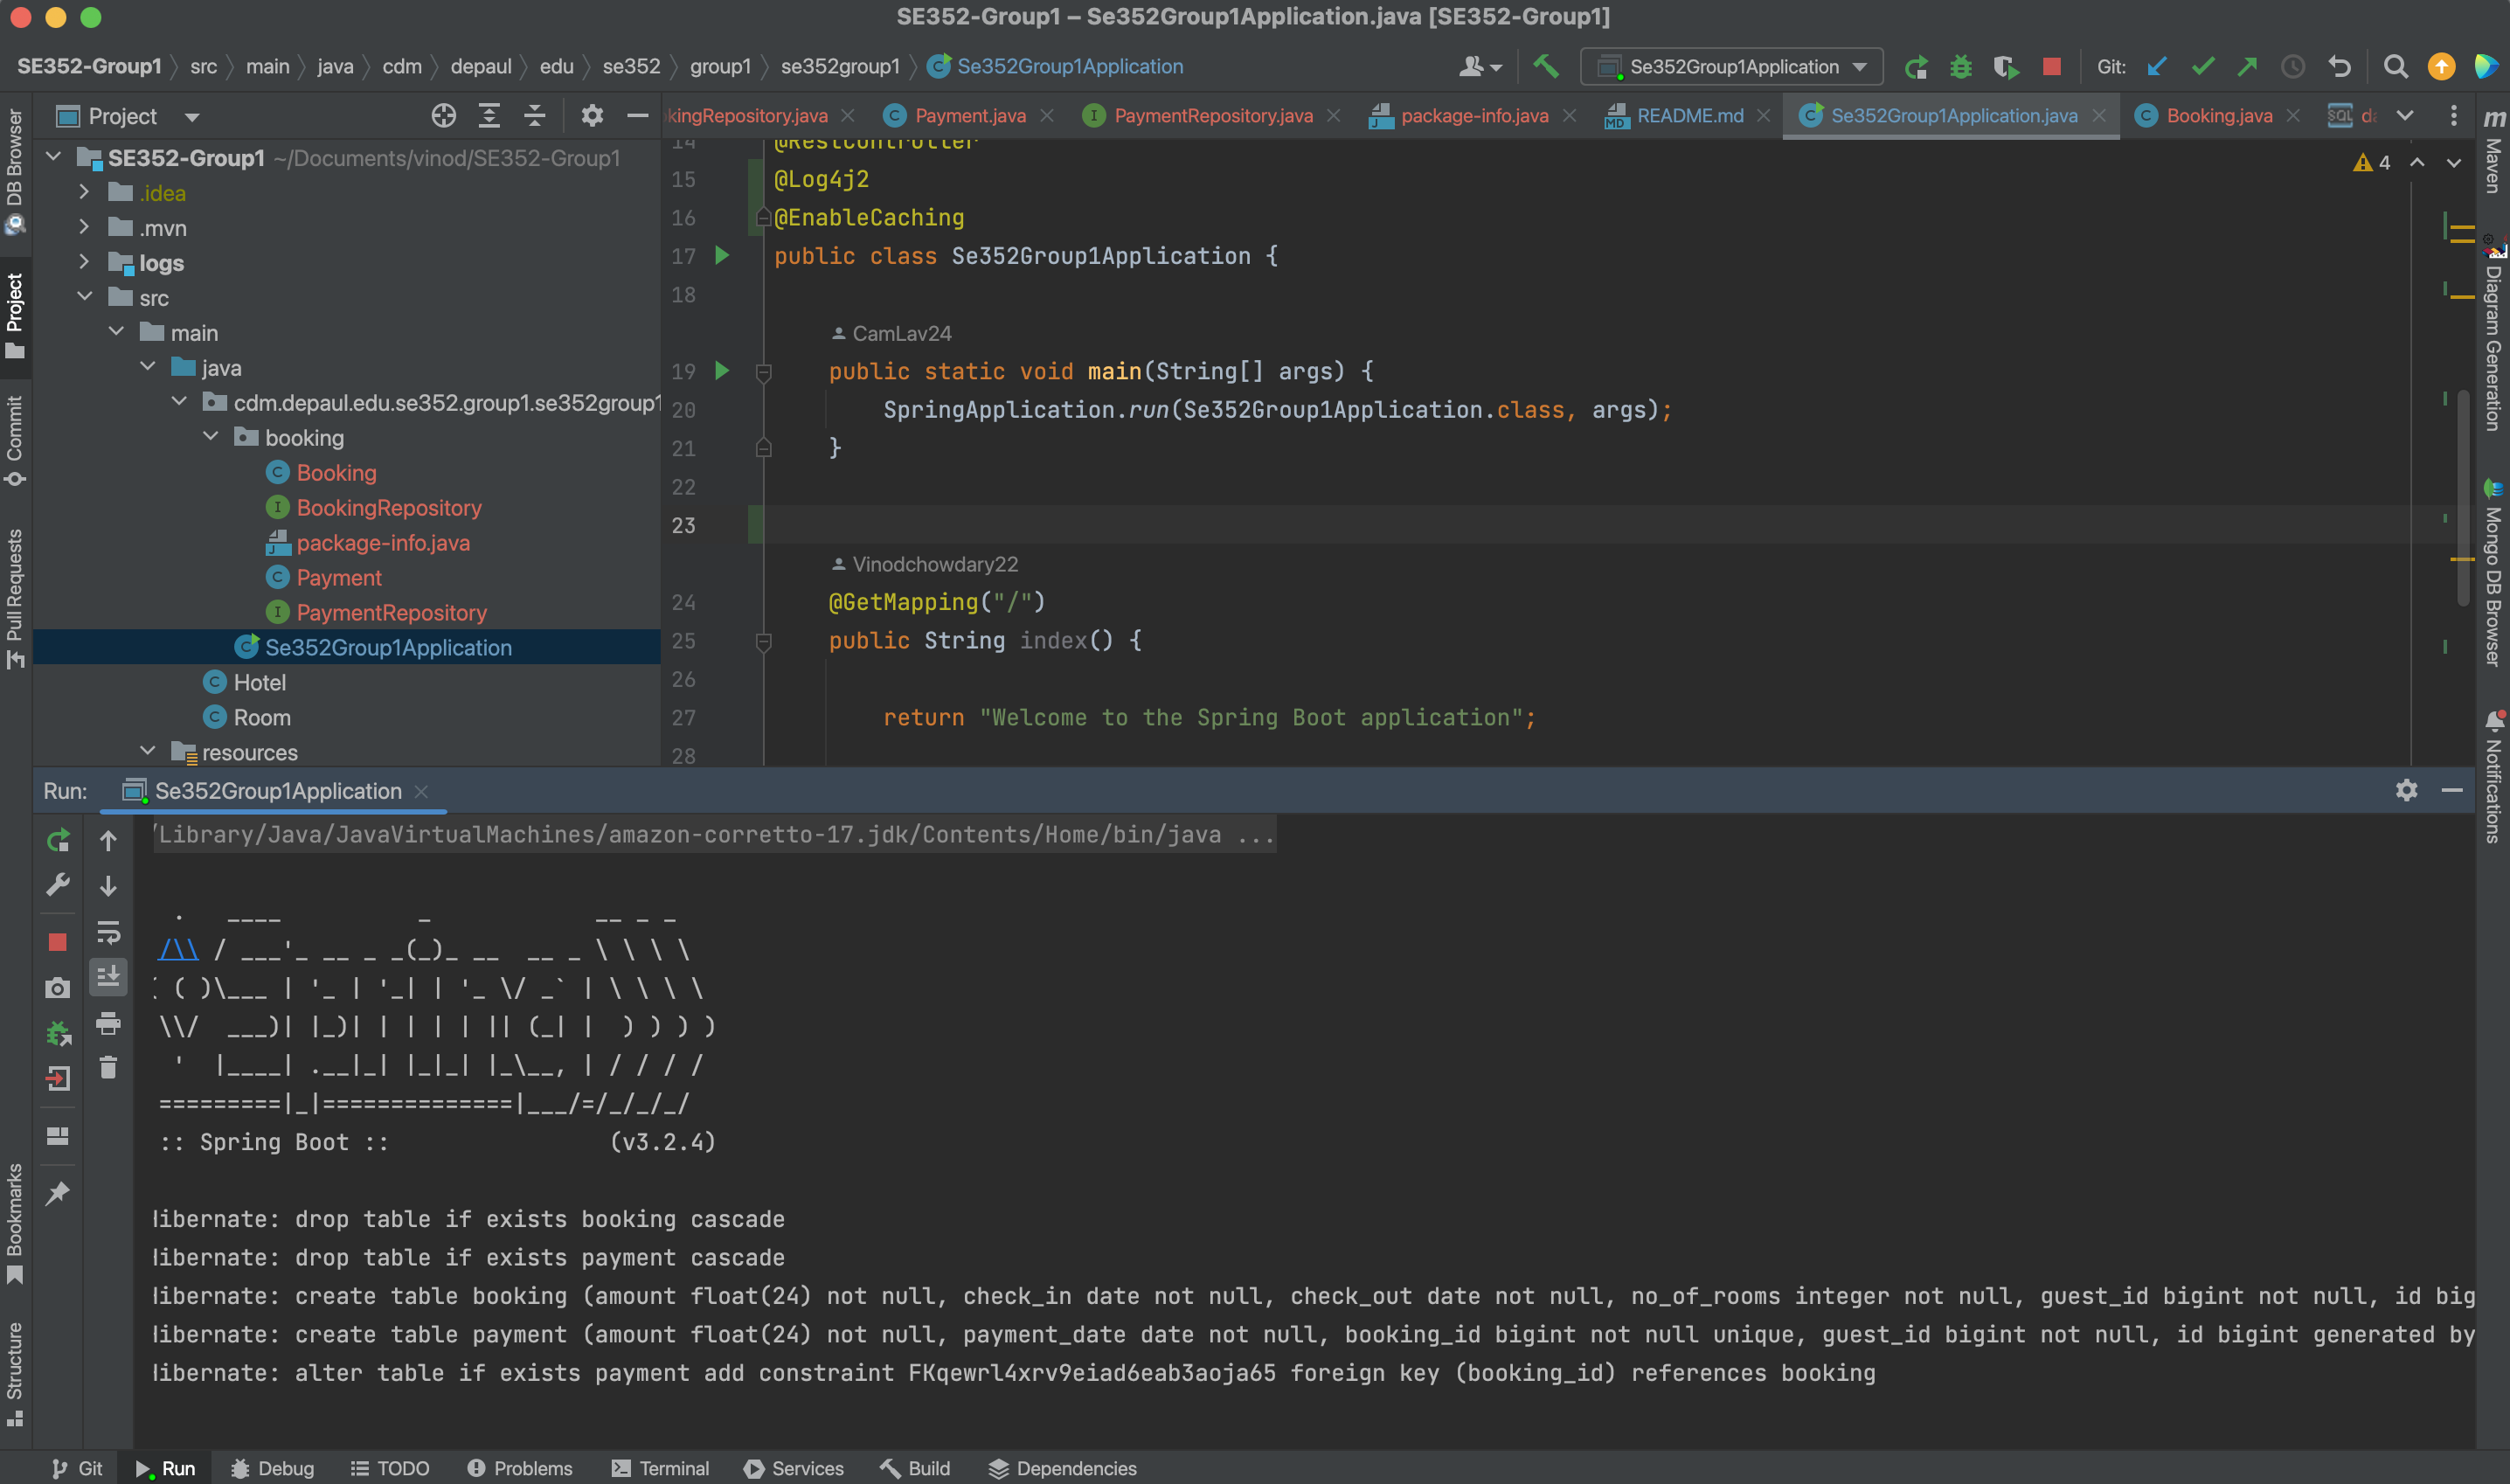 SE352-Group1 – Se352Group1Application.java [SE352-Group1]
SE352-Group1 src main java cdm depaul edu se352 group1 se352group1 Se352Group1Application
Se352Group1Application Git:
Project
kingRepository.java Payment.java PaymentRepository.java package-info.java README.md Se352Group1Application.java Booking.java
DB Browser
Project
Commit
Pull Requests
Bookmarks
Structure
SE352-Group1 ~/Documents/vinod/SE352-Group1
.idea
.mvn
logs
src
main
java
cdm.depaul.edu.se352.group1.se352group1
booking
Booking
BookingRepository
package-info.java
Payment
PaymentRepository
Se352Group1Application
Hotel
Room
resources
4
14 @RestController
15 @Log4j2
16 @EnableCaching
17 public class Se352Group1Application {
18
CamLav24
19 public static void main(String[] args) {
20 SpringApplication.run(Se352Group1Application.class, args);
21 }
22
23
Vinodchowdary22
24 @GetMapping("/")
25 public String index() {
26
27 return "Welcome to the Spring Boot application";
28
m Maven
Diagram Generation
Mongo DB Browser
Notifications
Run: Se352Group1Application
/Library/Java/JavaVirtualMachines/amazon-corretto-17.jdk/Contents/Home/bin/java ...
:: Spring Boot :: (v3.2.4)
Hibernate: drop table if exists booking cascade
Hibernate: drop table if exists payment cascade
Hibernate: create table booking (amount float(24) not null, check_in date not null, check_out date not null, no_of_rooms integer not null, guest_id bigint not null, id big
Hibernate: create table payment (amount float(24) not null, payment_date date not null, booking_id bigint not null unique, guest_id bigint not null, id bigint generated by
Hibernate: alter table if exists payment add constraint FKqewrl4xrv9eiad6eab3aoja65 foreign key (booking_id) references booking
Git Run Debug TODO Problems Terminal Services Build Dependencies